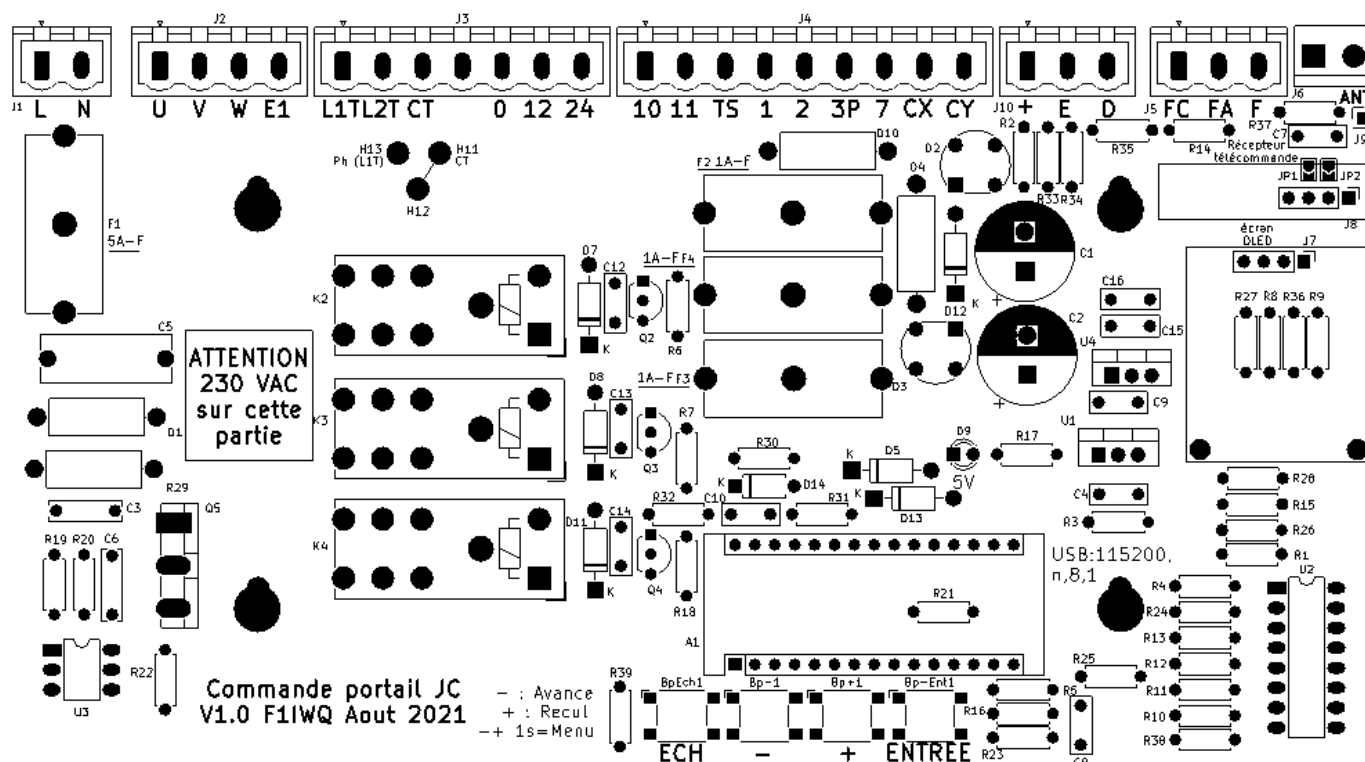 J2
J3
J4
J1
L N
U V W E1
L1T L2T CT 0 12 24
10 11 TS 1 2 3P 7 CX CY
J10
+ E D
J5
FC FA F
J6
ANT
R37
C7
J9
R2
R35
R14
Récepteur
télécommande
JP1
JP2
J8
H13
Ph (L1T)
H11
CT
H12
F2 1A-F
D10
D4
D2
R33
R34
F1
5A-F
écran
OLED
J7
C1
D7
C12
1A-F F4
K2
Q2
R6
K
D12
K
C16
C15
R27 R8 R36 R9
C2
U4
C5
ATTENTION
230 VAC
sur cette
partie
D8
C13
1A-F F3
D3
R7
K3
Q3
K
C9
D1
U1
R30
D9
R17
5V
K
D5
K
D14
K
D13
R29
C3
Q5
R28
R15
R26
R1
C4
R3
D11
C14
R32
C10
R31
K4
Q4
K
R18
R19 R20 C6
USB:115200,
n,8,1
U2
R21
A1
R4
R24
R13
R12
R11
R10
R38
R22
U3
R39
R25
Commande portail JC
V1.0 F1IWQ Aout 2021
- : Avance
+ : Recul
-+ 1s=Menu
BpEch1
Bp-1
Bp+1
Bp-Ent1
ECH - + ENTREE
R16
R23
R5
C8